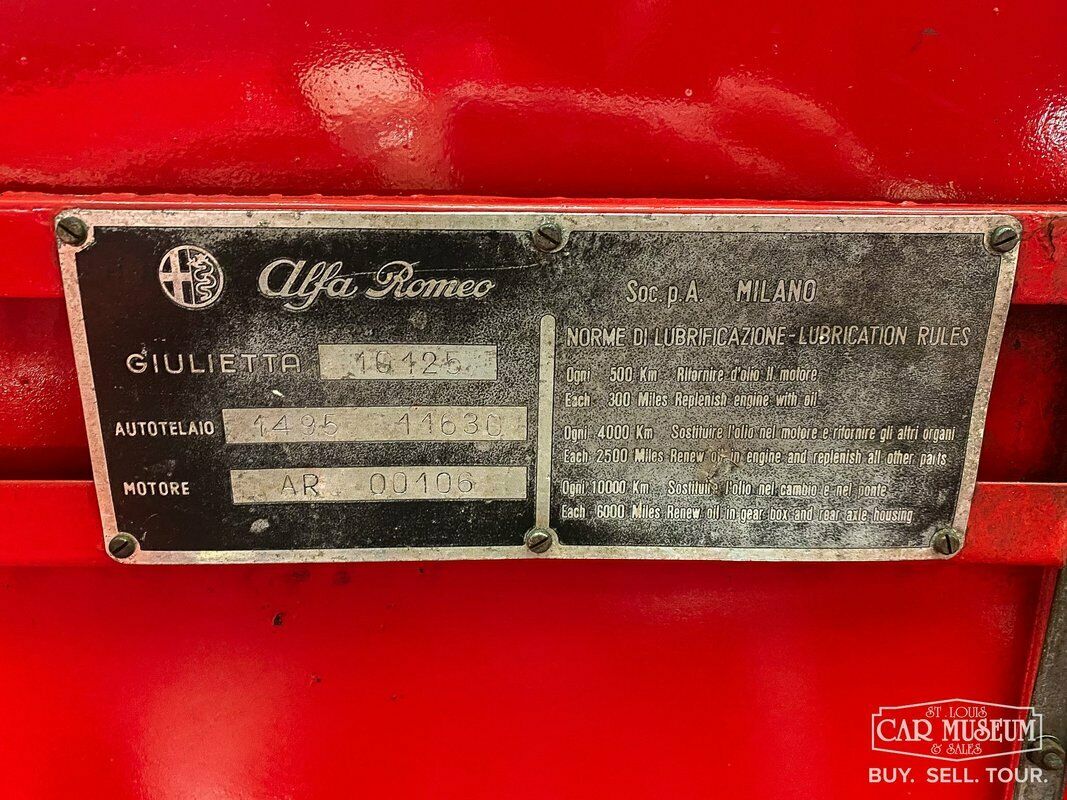 Alfa Romeo
GIULIETTA 10125
AUTOTELAIO 1495 11630
MOTORE AR 00106
Soc. p. A. MILANO
NORME DI LUBRIFICAZIONE - LUBRICATION RULES
Ogni 500 Km Rifornire d'olio il motore
Each 300 Miles Replenish engine with oil
Ogni 4000 Km Sostituire l'olio nel motore e rifornire gli altri organi
Each 2500 Miles Renew oil in engine and replenish all other parts
Ogni 10000 Km Sostituire l'olio nel cambio e nel ponte
Each 6000 Miles Renew oil in gear box and rear axle housing
ST. LOUIS
CAR MUSEUM
& SALES
BUY. SELL. TOUR.